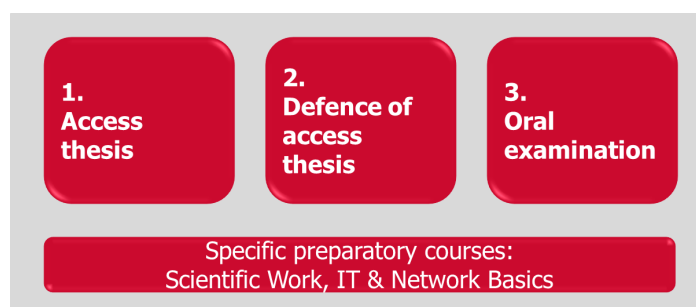 1.
Access
thesis
2.
Defence of
access
thesis
3.
Oral
examination
Specific preparatory courses:
Scientific Work, IT & Network Basics